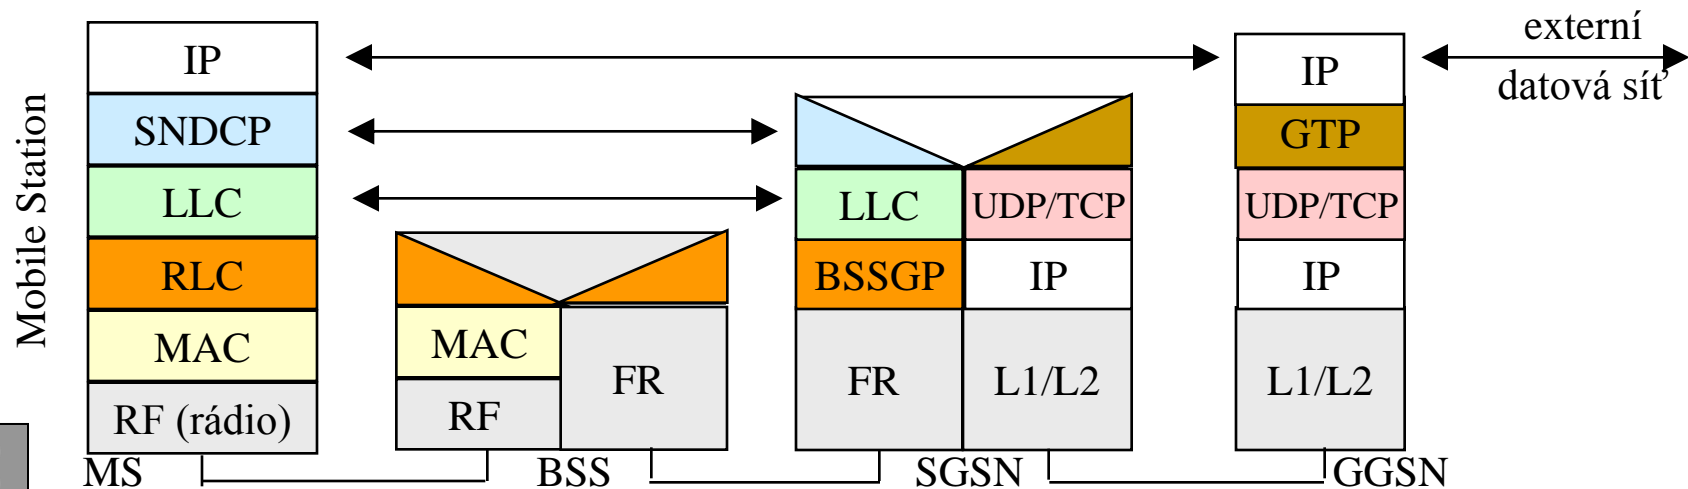 Mobile Station
IP
SNDCP
LLC
RLC
MAC
RF (rádio)
MS
MAC
RF
FR
BSS
LLC
UDP/TCP
BSSGP
IP
FR
L1/L2
SGSN
IP
GTP
UDP/TCP
IP
L1/L2
GGSN
externí
datová síť